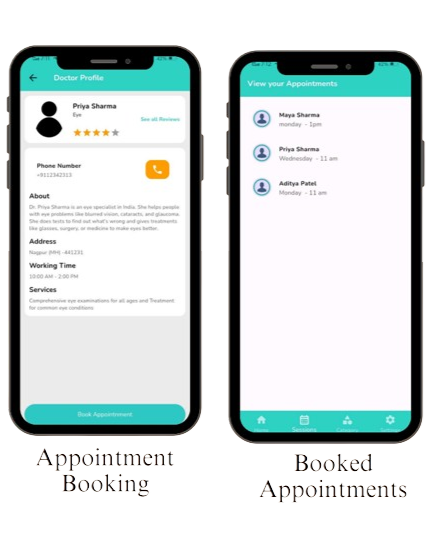 Doctor Profile
Priya Sharma
Eye
See all Reviews
Phone Number
+9112342313
About
Dr. Priya Sharma is an eye specialist in India. She helps people
with eye problems like blurred vision, cataracts, and glaucoma.
She does tests to find out what's wrong and gives treatments
like glasses, surgery, or medicine to make eyes better.
Address
Nagpur (MH) -441231
Working Time
10:00 AM - 2:00 PM
Services
Comprehensive eye examinations for all ages and Treatment
for common eye conditions
Book Appointment
Appointment
Booking
View your Appointments
Maya Sharma
monday - 1pm
Priya Sharma
Wednesday - 11 am
Aditya Patel
Monday - 11 am
Sessions
Booked
Appointments